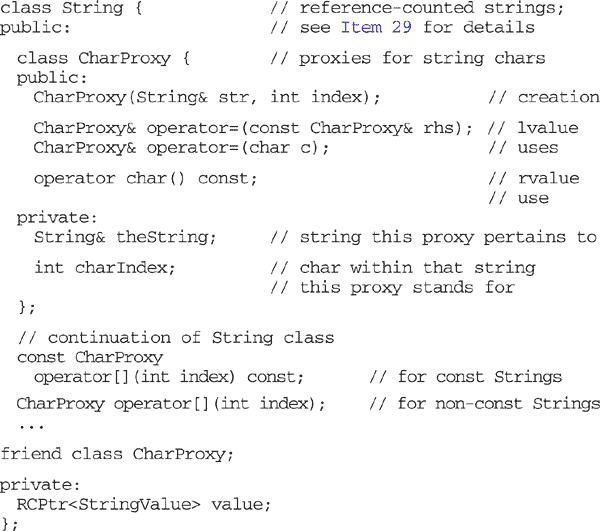 class String {                // reference-counted strings;
public:                       // see Item 29 for details
  class CharProxy {           // proxies for string chars
  public:
    CharProxy(String& str, int index);             // creation
    CharProxy& operator=(const CharProxy& rhs); // lvalue
    CharProxy& operator=(char c);                  // uses
    operator char() const;                         // rvalue
                                                   // use
  private:
    String& theString;        // string this proxy pertains to
    int charIndex;            // char within that string
                              // this proxy stands for
  };
  // continuation of String class
  const CharProxy
    operator[](int index) const;       // for const Strings
  CharProxy operator[](int index);     // for non-const Strings
  ...
friend class CharProxy;
private:
  RCPtr<StringValue> value;
};